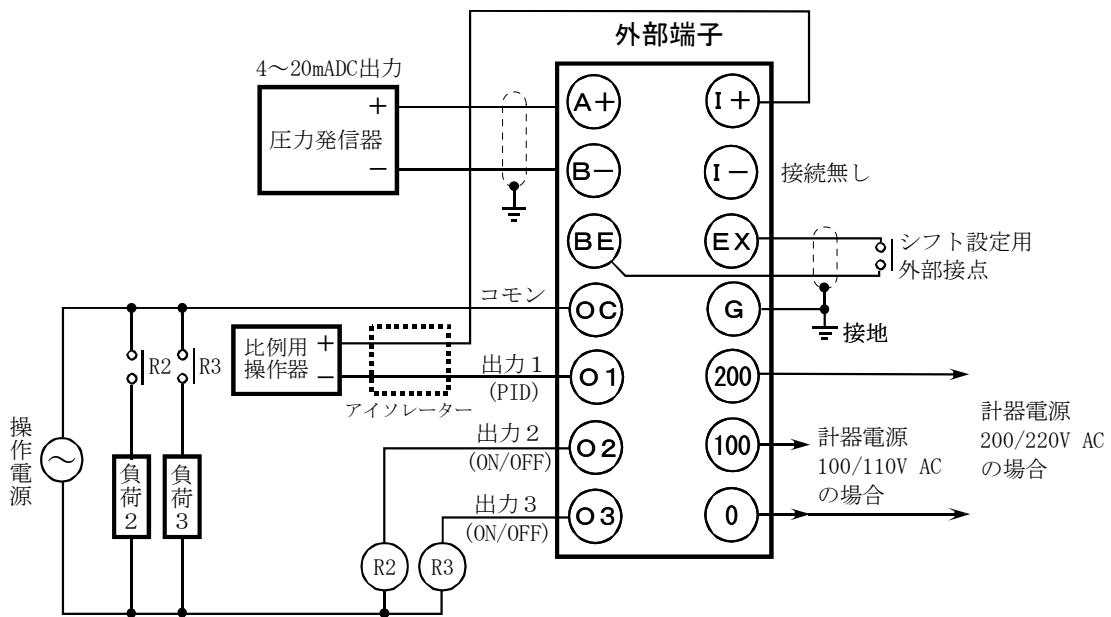 外部端子
4～20mADC出力
圧力発信器
+
−
A+
B−
BE
OC
O1
O2
O3
I+
I−
EX
G
200
100
0
接続無し
シフト設定用
外部接点
接地
コモン
比例用
操作器
+
−
アイソレーター
出力１
(PID)
出力２
(ON/OFF)
出力３
(ON/OFF)
R2
R3
操作電源
～
負荷２
負荷３
R2
R3
計器電源
100/110V AC
の場合
計器電源
200/220V AC
の場合